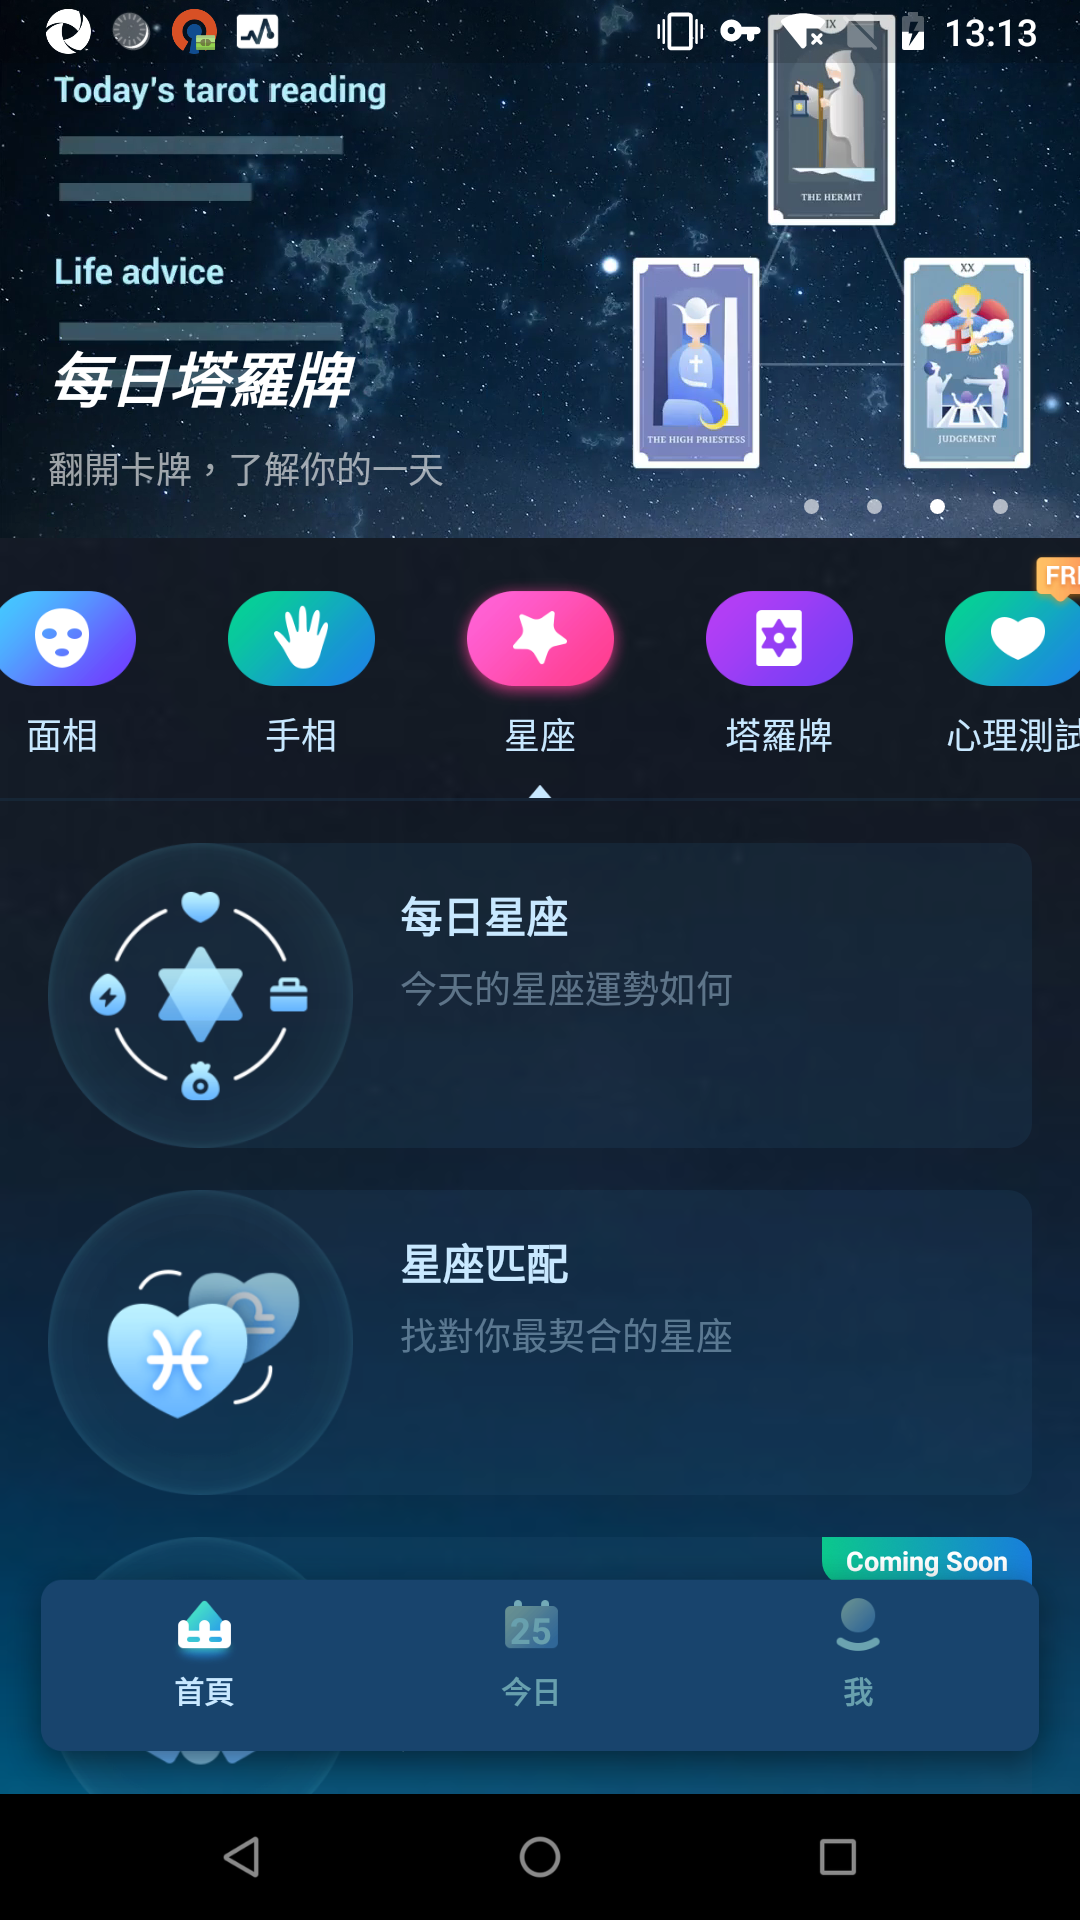 13:13
Today's tarot reading
IX
THE HERMIT
Life advice
II
THE HIGH PRIESTESS
XX
JUDGEMENT
每日塔羅牌
翻開卡牌，了解你的一天
面相
手相
星座
塔羅牌
心理測試
每日星座
今天的星座運勢如何
星座匹配
找對你最契合的星座
Coming Soon
首頁
25
今日
我